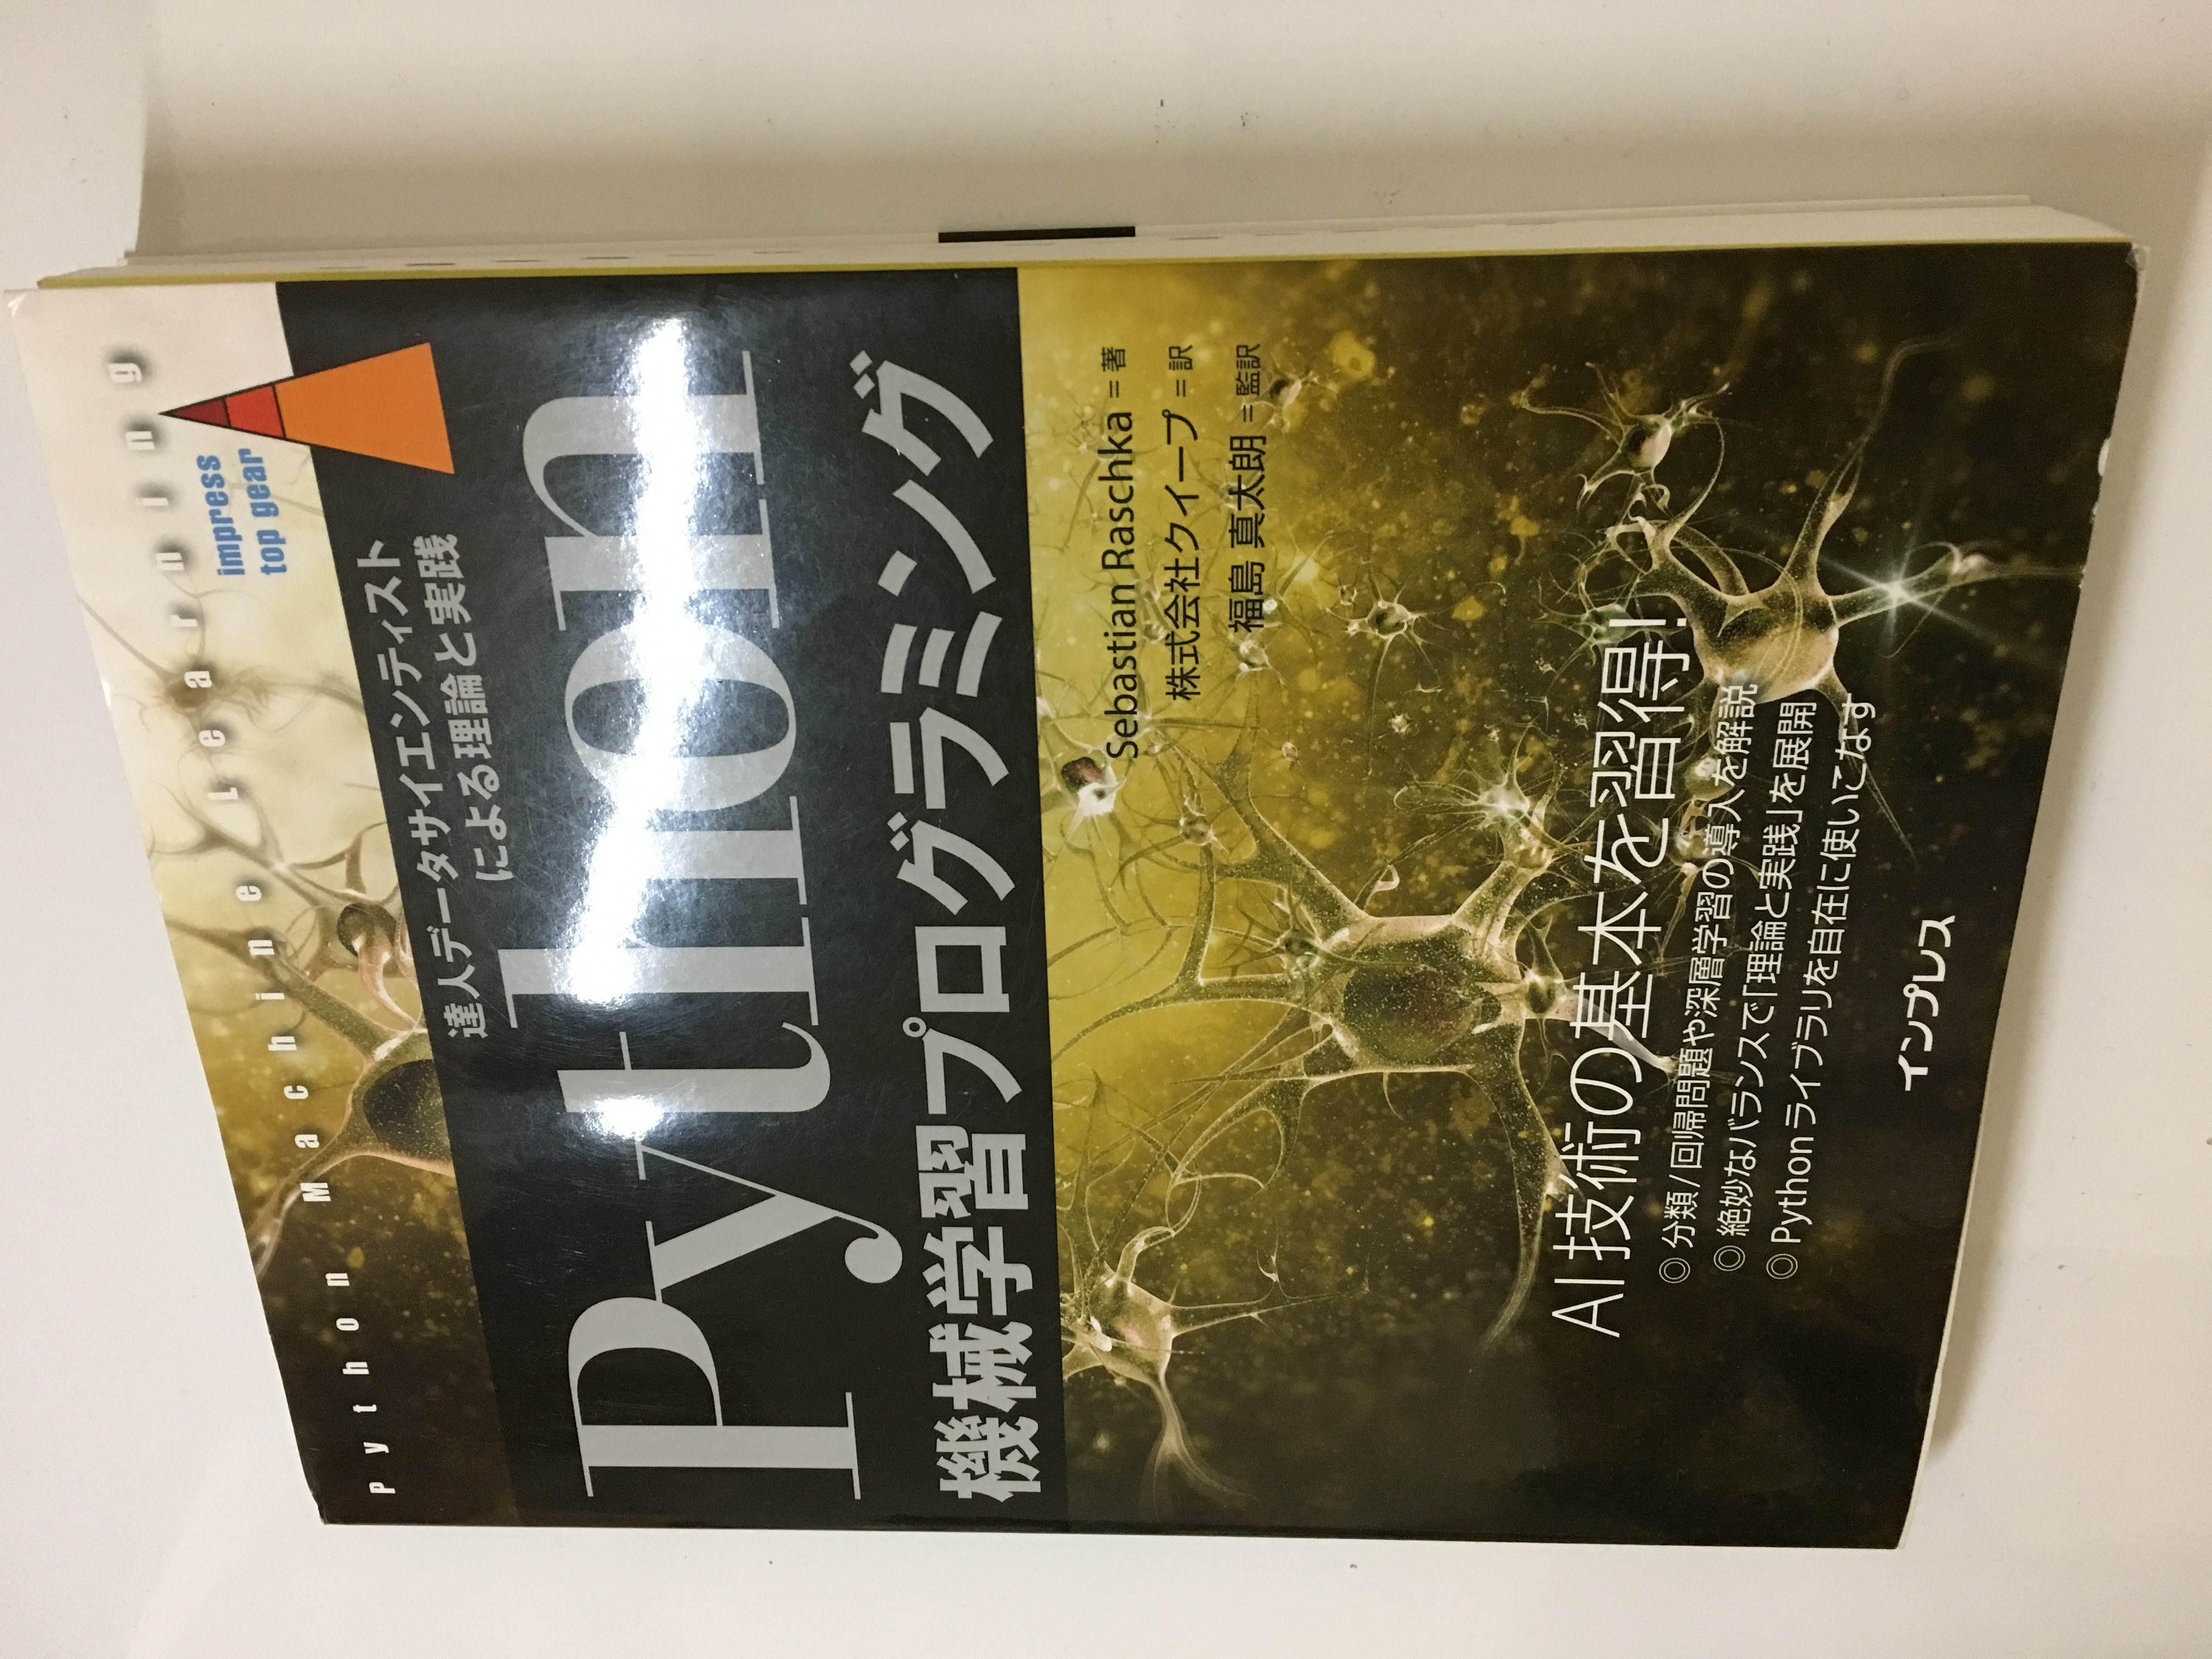 Python Machine Learning
impress
top gear
達人データサイエンティスト
による理論と実践
Python
機械学習プログラミング
Sebastian Raschka = 著
株式会社クイープ = 訳
福島 真太朗 = 監訳
AI技術の基本を習得!
◎ 分類/回帰問題や深層学習の導入を解説
◎ 絶妙なバランスで「理論と実践」を展開
◎ Pythonライブラリを自在に使いこなす
インプレス